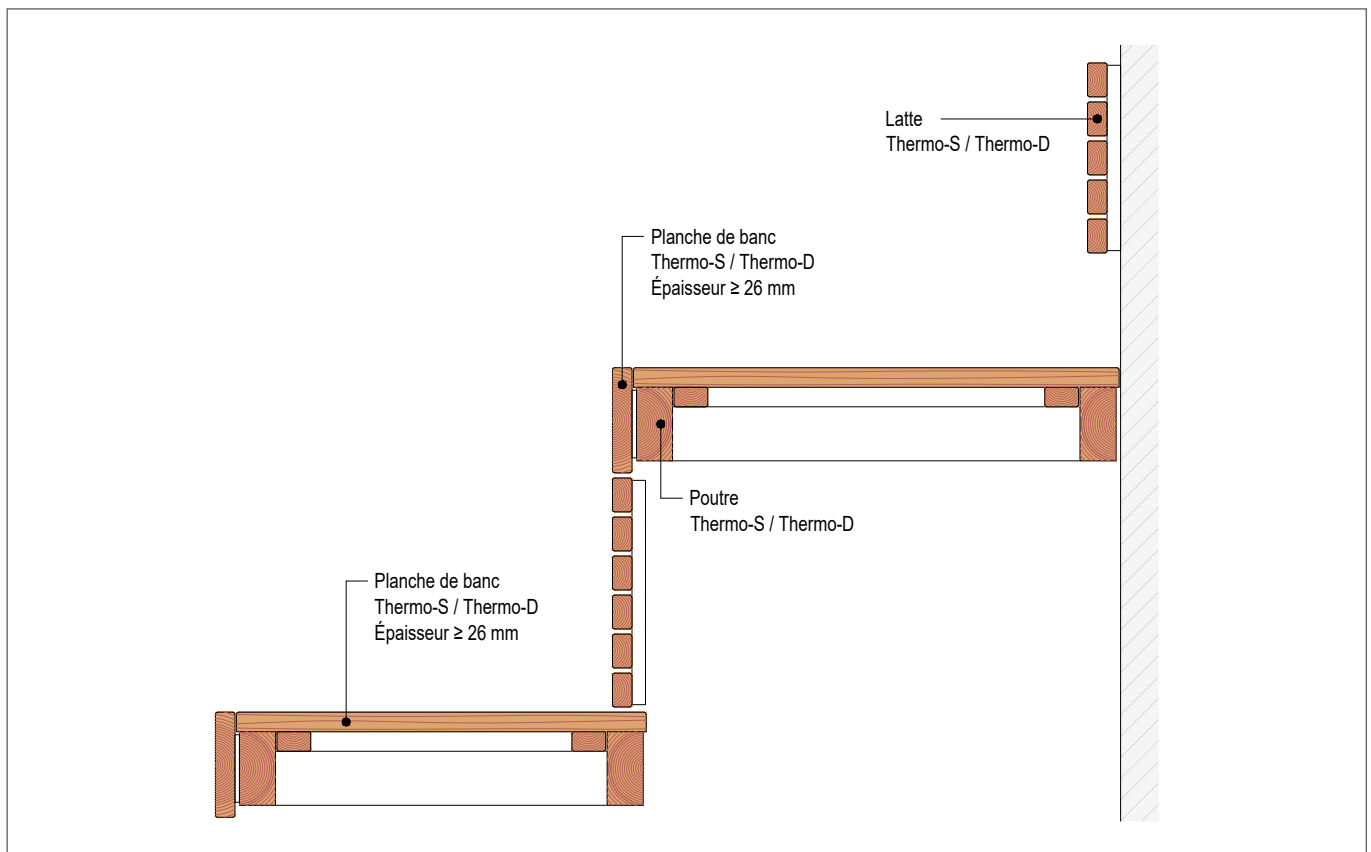 Latte
Thermo-S / Thermo-D
Planche de banc
Thermo-S / Thermo-D
Épaisseur ≥ 26 mm
Poutre
Thermo-S / Thermo-D
Planche de banc
Thermo-S / Thermo-D
Épaisseur ≥ 26 mm